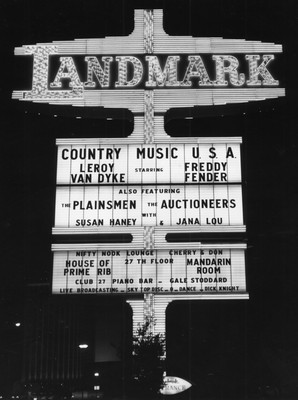 LANDMARK
COUNTRY MUSIC U.S.A.
LEROY VAN DYKE STARRING FREDDY FENDER
ALSO FEATURING
THE PLAINSMEN THE AUCTIONEERS
WITH
SUSAN HANEY & JANA LOU
NIFTY NOOK LOUNGE CHERRY & DON
HOUSE OF PRIME RIB 27 TH FLOOR MANDARIN ROOM
CLUB 27 PIANO BAR GALE STODDARD
LIVE BROADCASTING - SKY TOP DISC - O - DANCE - DICK KNIGHT